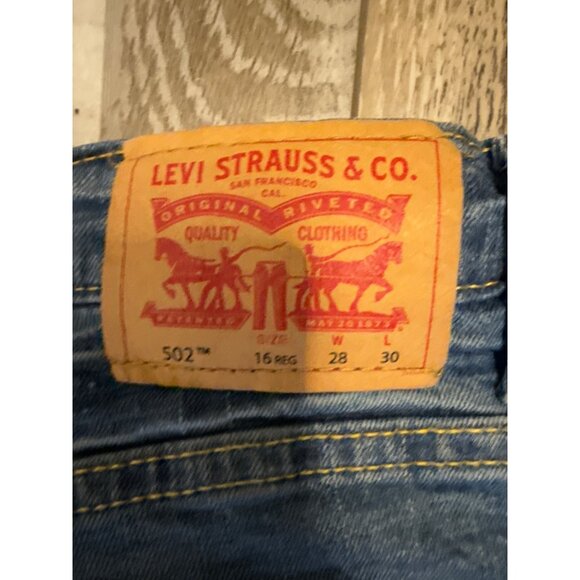 LEVI STRAUSS & CO.
SAN FRANCISCO
CAL.
ORIGINAL RIVETED
QUALITY CLOTHING
PATENTED MAY 20 1873
SIZE W L
502™ 16 REG 28 30